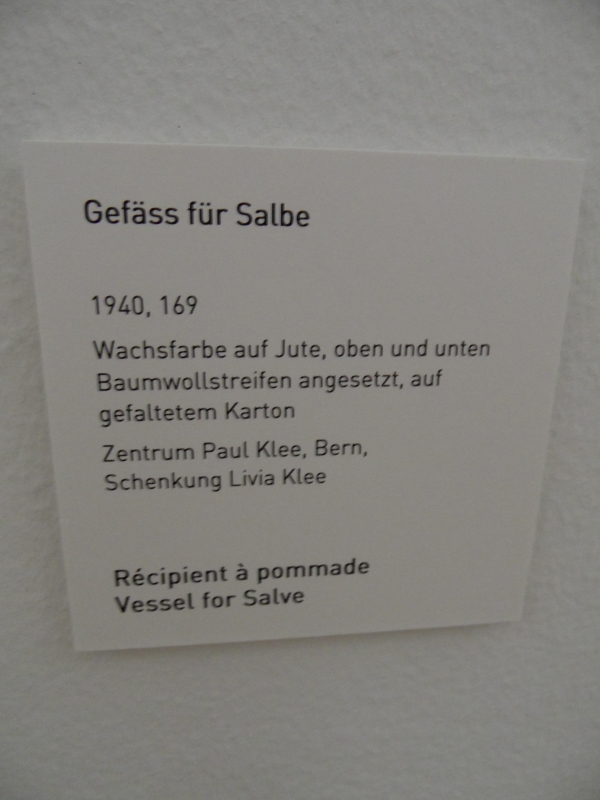 Gefäss für Salbe
1940, 169
Wachsfarbe auf Jute, oben und unten
Baumwollstreifen angesetzt, auf
gefaltetem Karton
Zentrum Paul Klee, Bern,
Schenkung Livia Klee
Récipient à pommade
Vessel for Salve